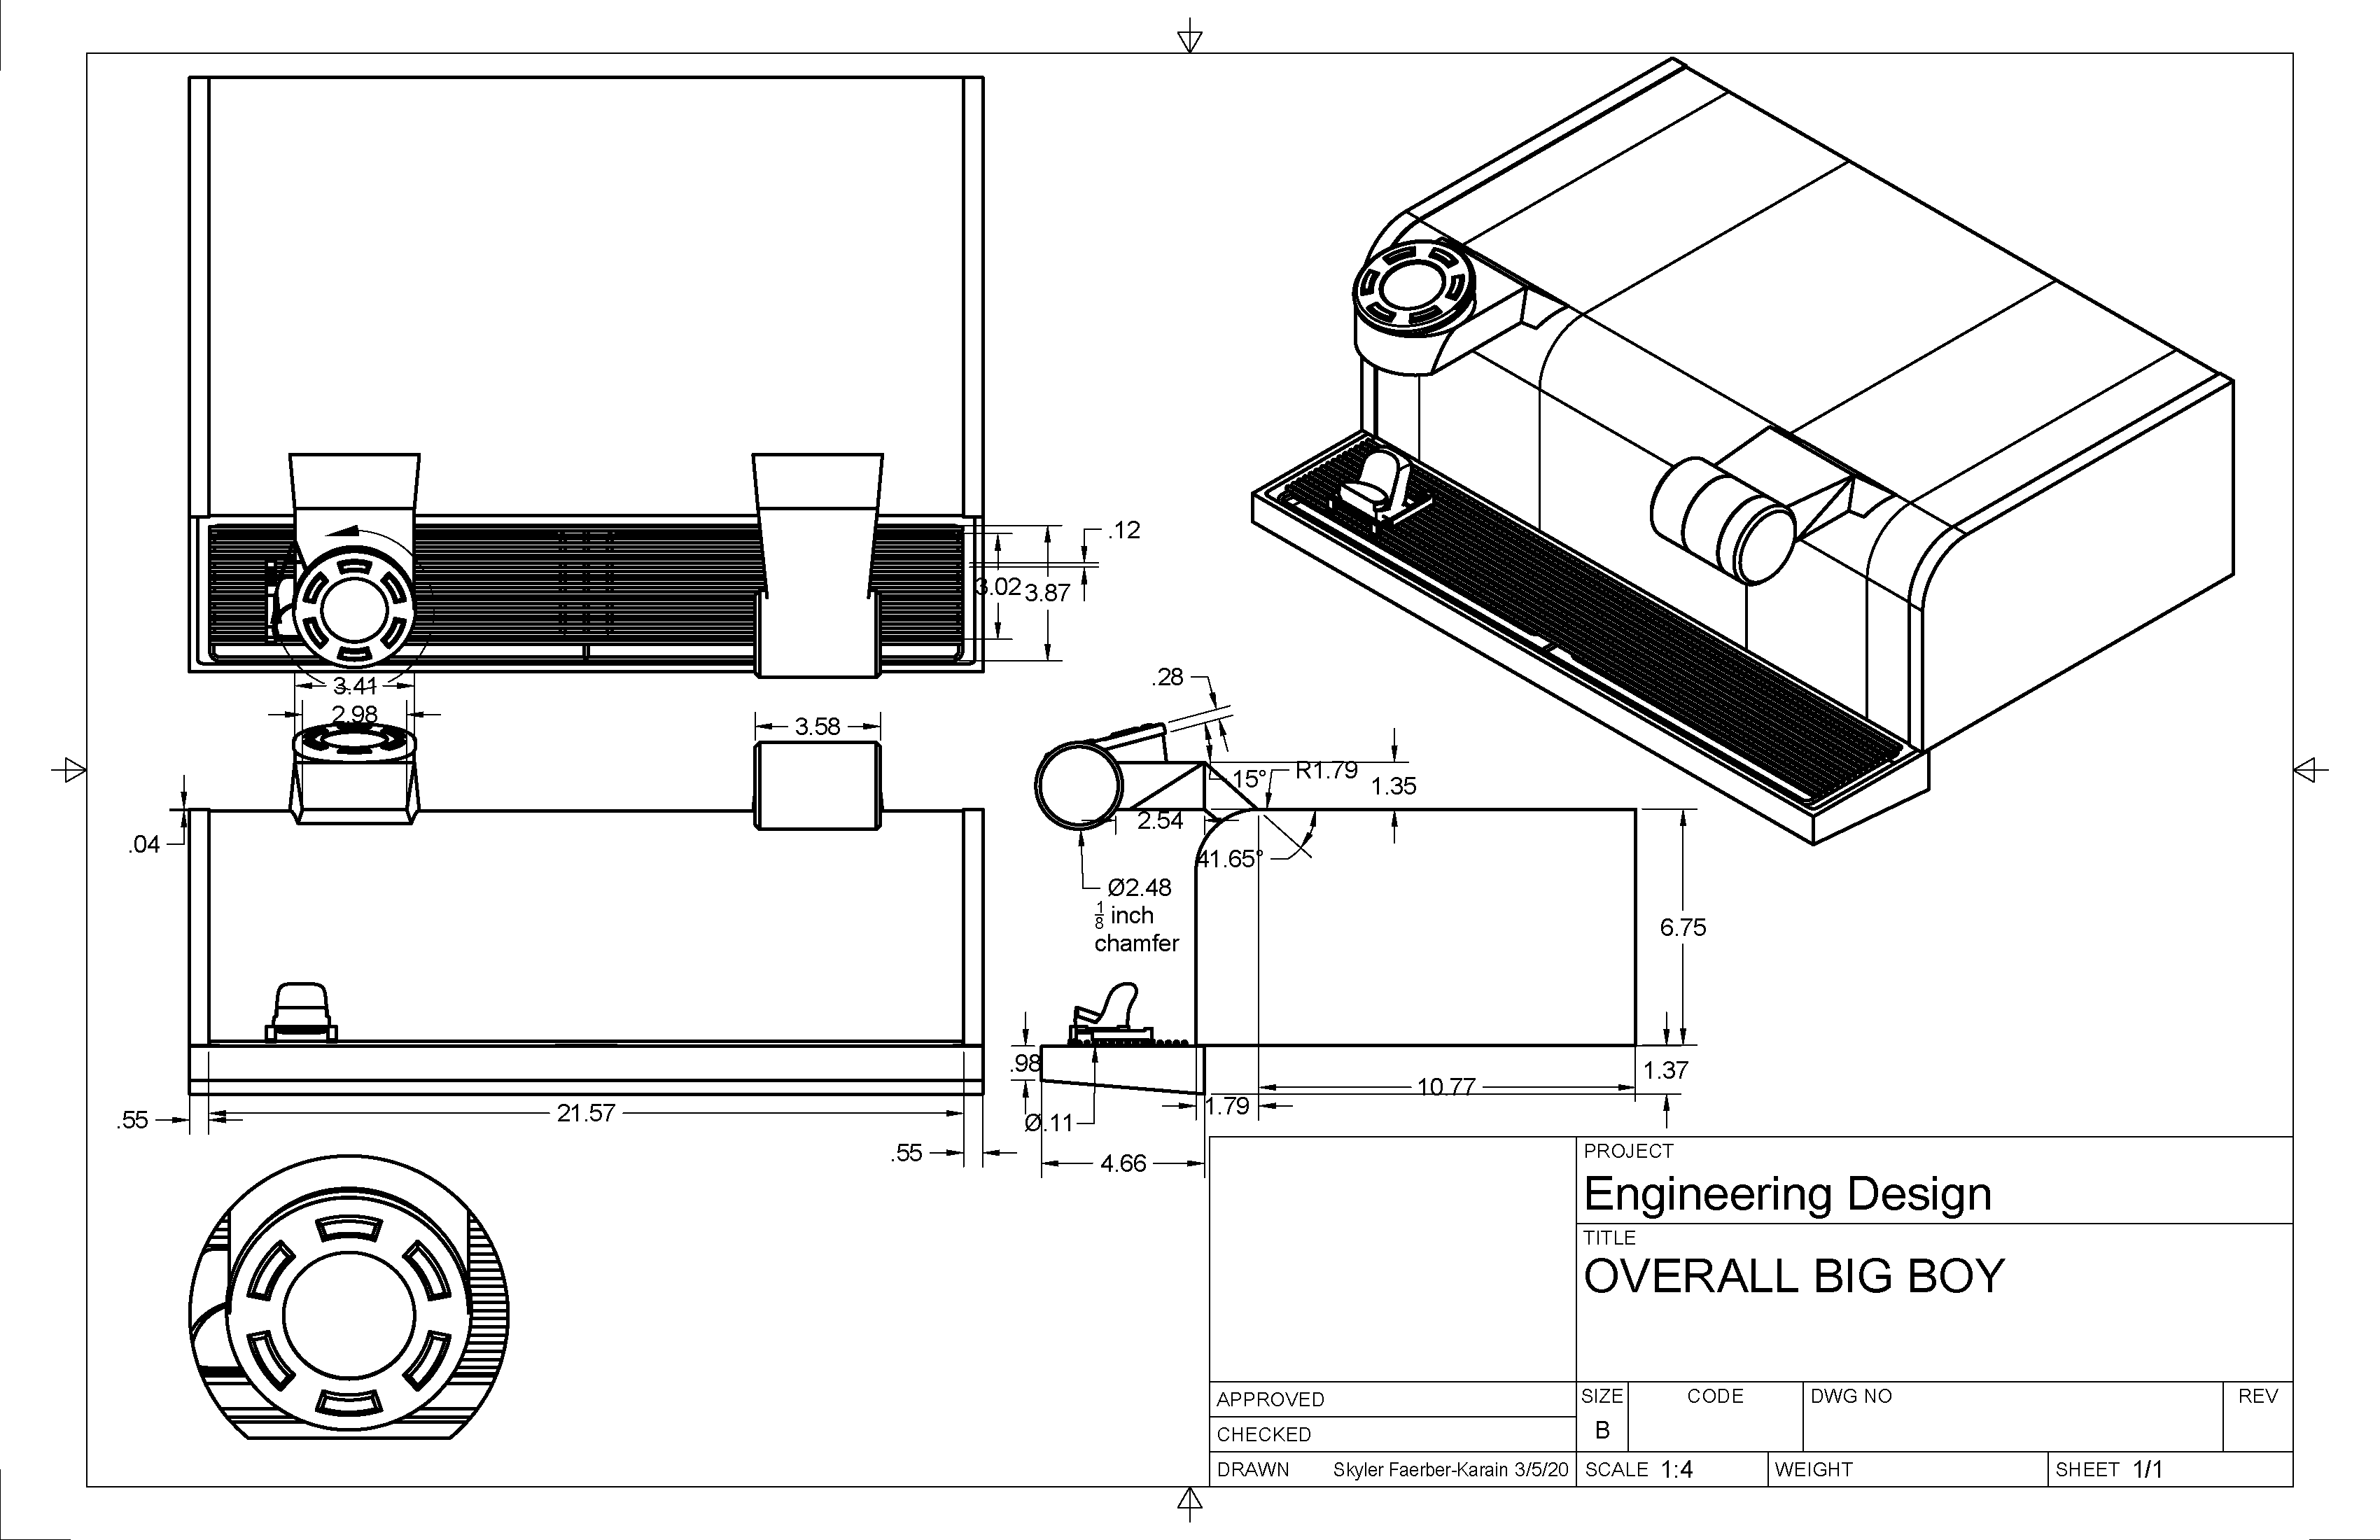 .12
3.02
3.87
3.41
2.98
3.58
.28
15°
R1.79
1.35
2.54
41.65°
.04
Ø2.48
1/8 inch
chamfer
6.75
.98
1.37
10.77
1.79
Ø.11
21.57
.55
.55
4.66
PROJECT
Engineering Design
TITLE
OVERALL BIG BOY
APPROVED
SIZE CODE DWG NO REV
B
CHECKED
DRAWN Skyler Faerber-Karain 3/5/20 SCALE 1:4 WEIGHT SHEET 1/1